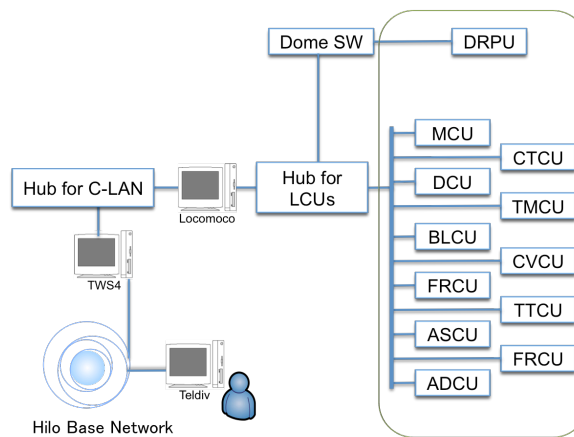 Dome SW
DRPU
MCU
CTCU
Hub for C-LAN
Locomoco
Hub for
LCUs
DCU
TMCU
BLCU
TWS4
CVCU
FRCU
TTCU
ASCU
FRCU
Teldiv
ADCU
Hilo Base Network